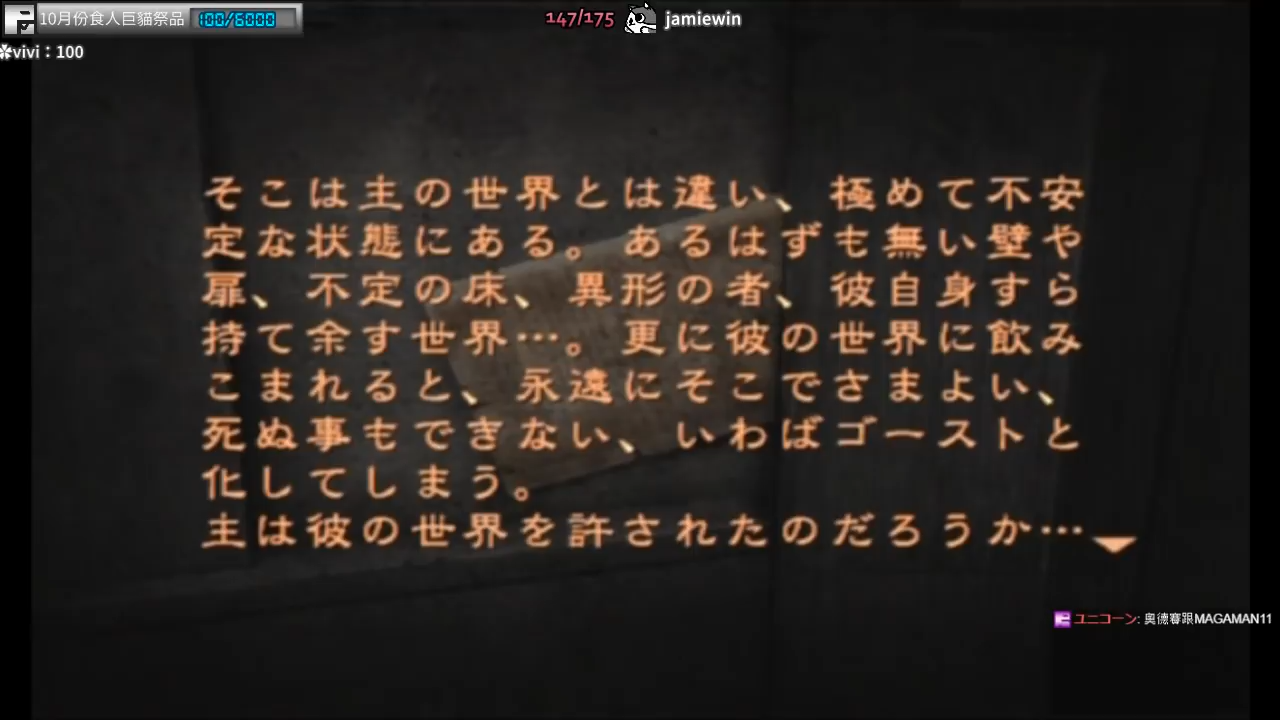 10月份食人巨貓祭品 100/6000
147/175 jamiewin
✽vivi：100
そこは主の世界とは違い、極めて不安
定な状態にある。あるはずも無い壁や
扉、不定の床、異形の者、彼自身すら
持て余す世界…。更に彼の世界に飲み
こまれると、永遠にそこでさまよい、
死ぬ事もできない、いわばゴーストと
化してしまう。
主は彼の世界を許されたのだろうか…
ユニコーン: 奧德賽跟MAGAMAN11